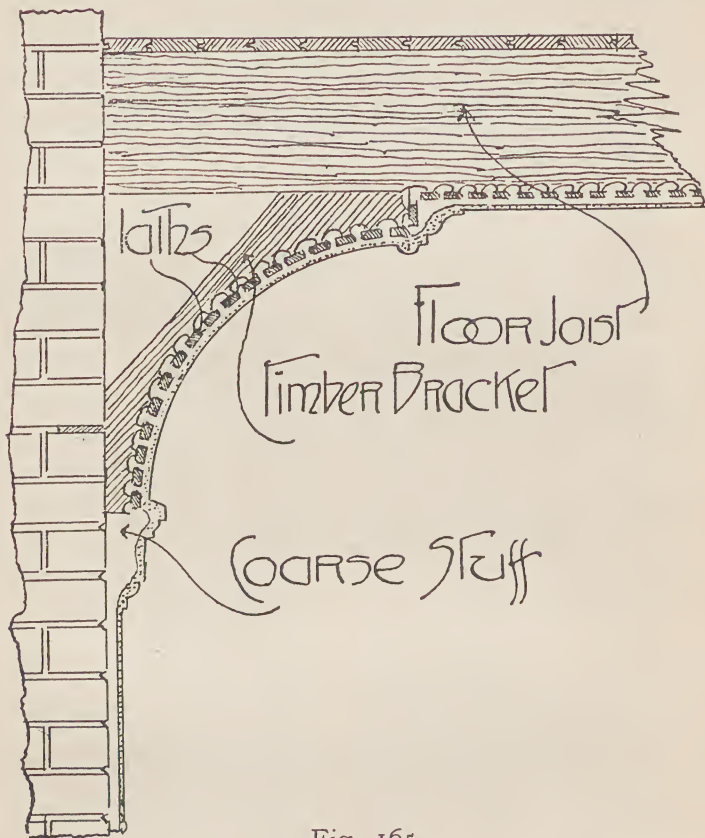 Laths
Floor Joist
Timber Bracket
Coarse Stuff
Fig. 165